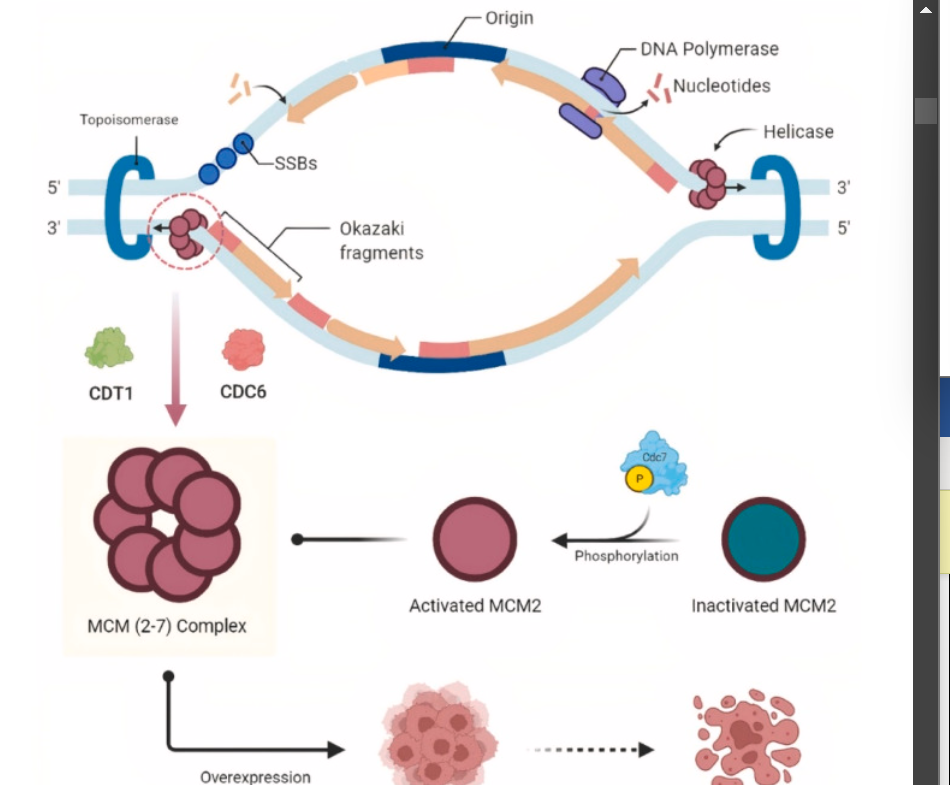 Origin
DNA Polymerase
Nucleotides
Topoisomerase
Helicase
SSBs
5'
3'
3'
5'
Okazaki
fragments
CDT1
CDC6
Cdc7
P
Phosphorylation
Activated MCM2
Inactivated MCM2
MCM (2-7) Complex
Overexpression